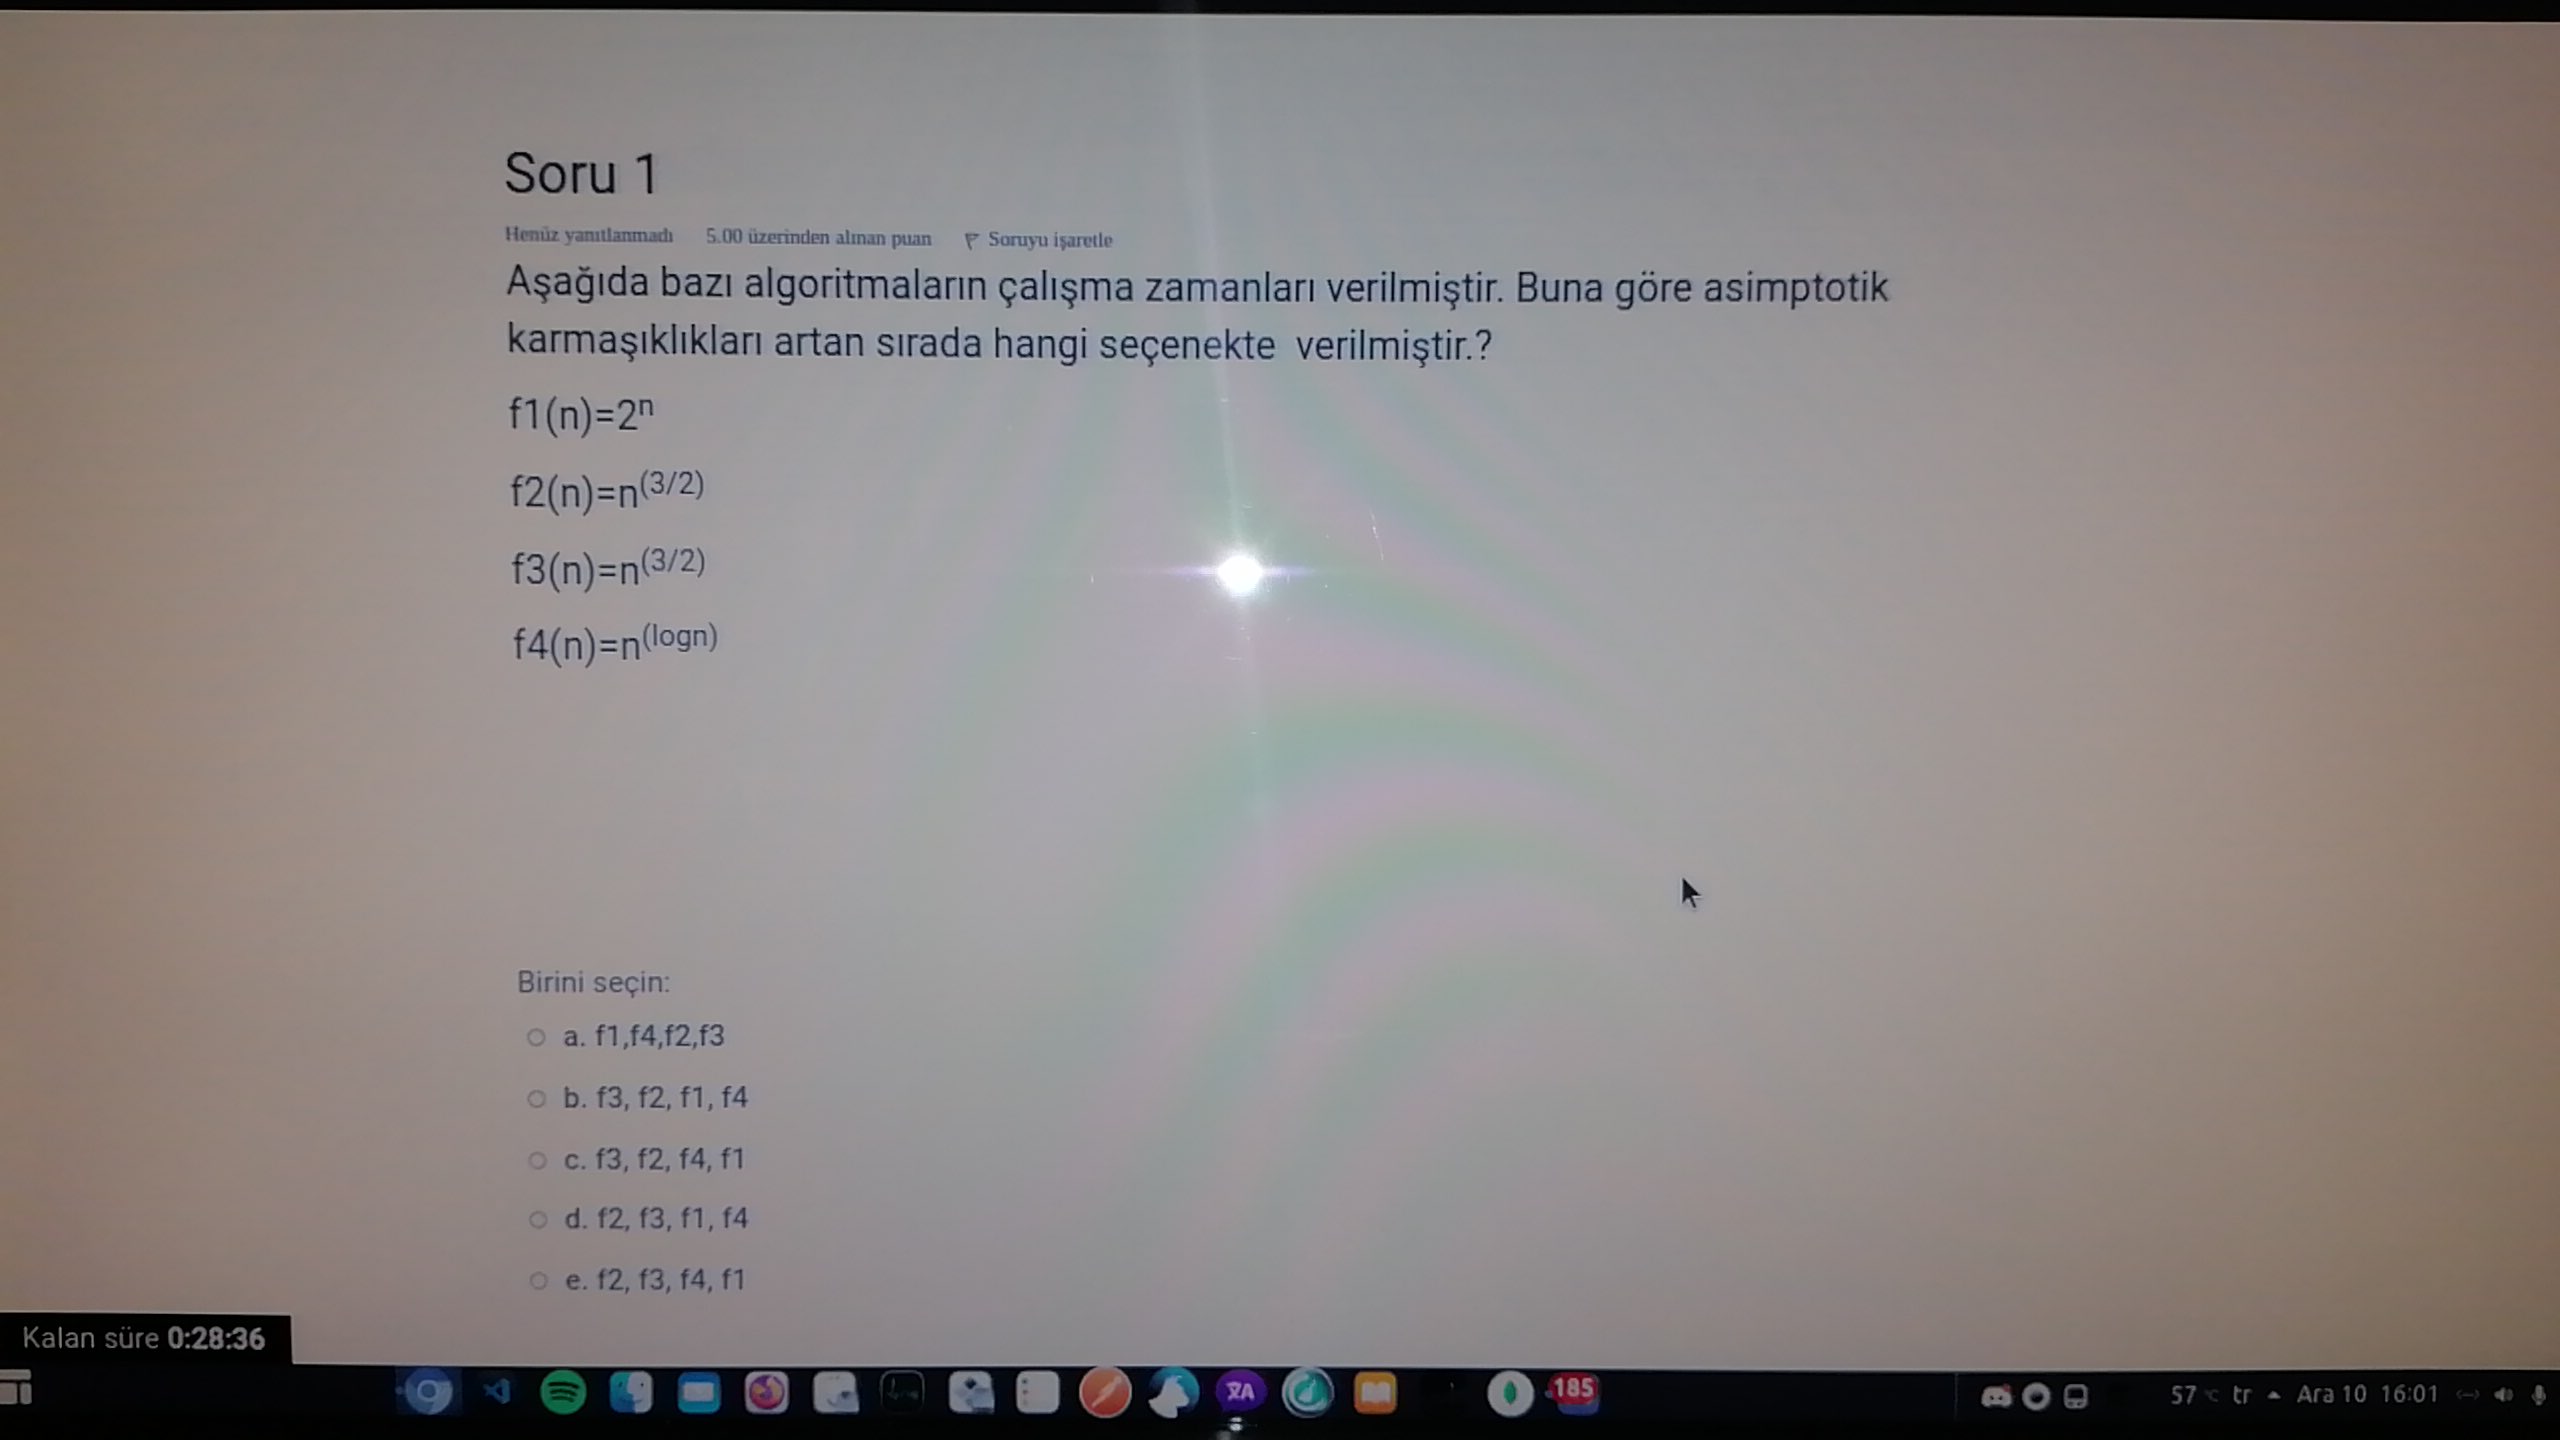 Soru 1
Henüz yanıtlanmadı 5.00 üzerinden alınan puan Soruyu işaretle
Aşağıda bazı algoritmaların çalışma zamanları verilmiştir. Buna göre asimptotik
karmaşıklıkları artan sırada hangi seçenekte verilmiştir.?
f1(n)=2ⁿ
f2(n)=n^(3/2)
f3(n)=n^(3/2)
f4(n)=n^(logn)
Birini seçin:
a. f1,f4,f2,f3
b. f3, f2, f1, f4
c. f3, f2, f4, f1
d. f2, f3, f1, f4
e. f2, f3, f4, f1
Kalan süre 0:28:36
185
57 °C tr Ara 10 16:01